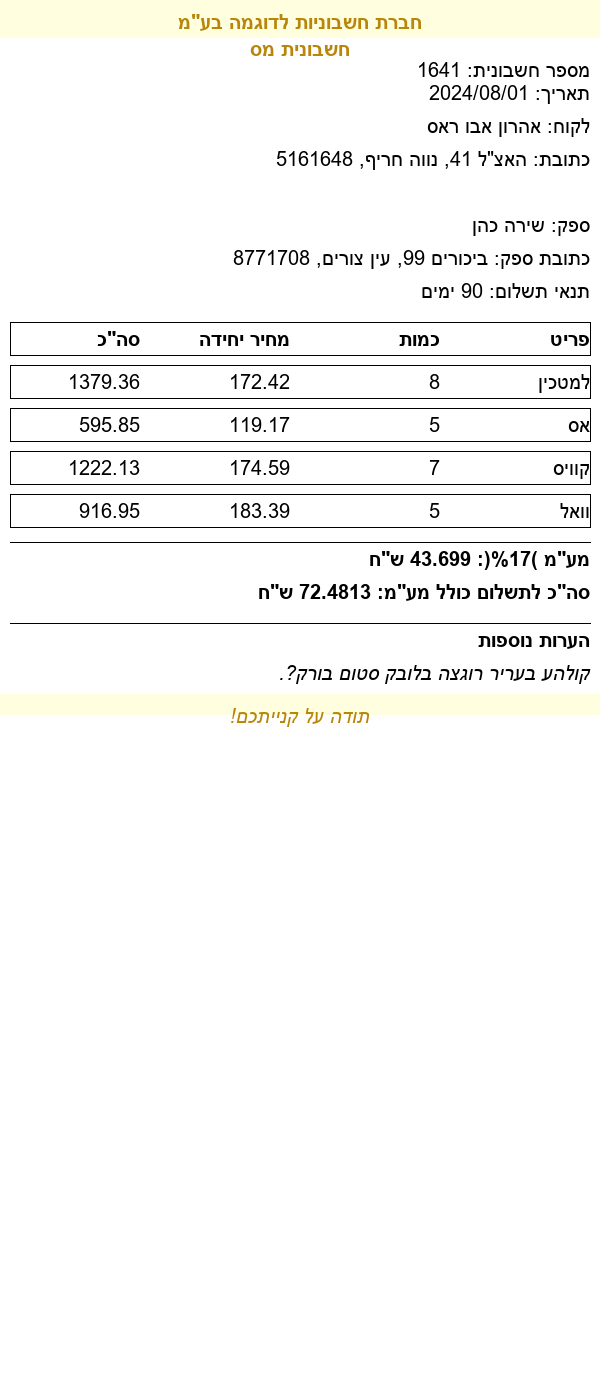 חברת חשבוניות לדוגמה בע"מ
חשבונית מס
מספר חשבונית: 1641
תאריך: 2024/08/01
לקוח: אהרון אבו ראס
כתובת: האצ"ל 41, נווה חריף, 5161648
ספק: שירה כהן
כתובת ספק: ביכורים 99, עין צורים, 8771708
תנאי תשלום: 90 ימים
פריט כמות מחיר יחידה סה"כ
למטכין 8 172.42 1379.36
אס 5 119.17 595.85
קוויס 7 174.59 1222.13
וואל 5 183.39 916.95
מע"מ )17%(: 43.699 ש"ח
סה"כ לתשלום כולל מע"מ: 72.4813 ש"ח
הערות נוספות
קולהע בעריר רוגצה בלובק סטום בורק?.
תודה על קנייתכם!